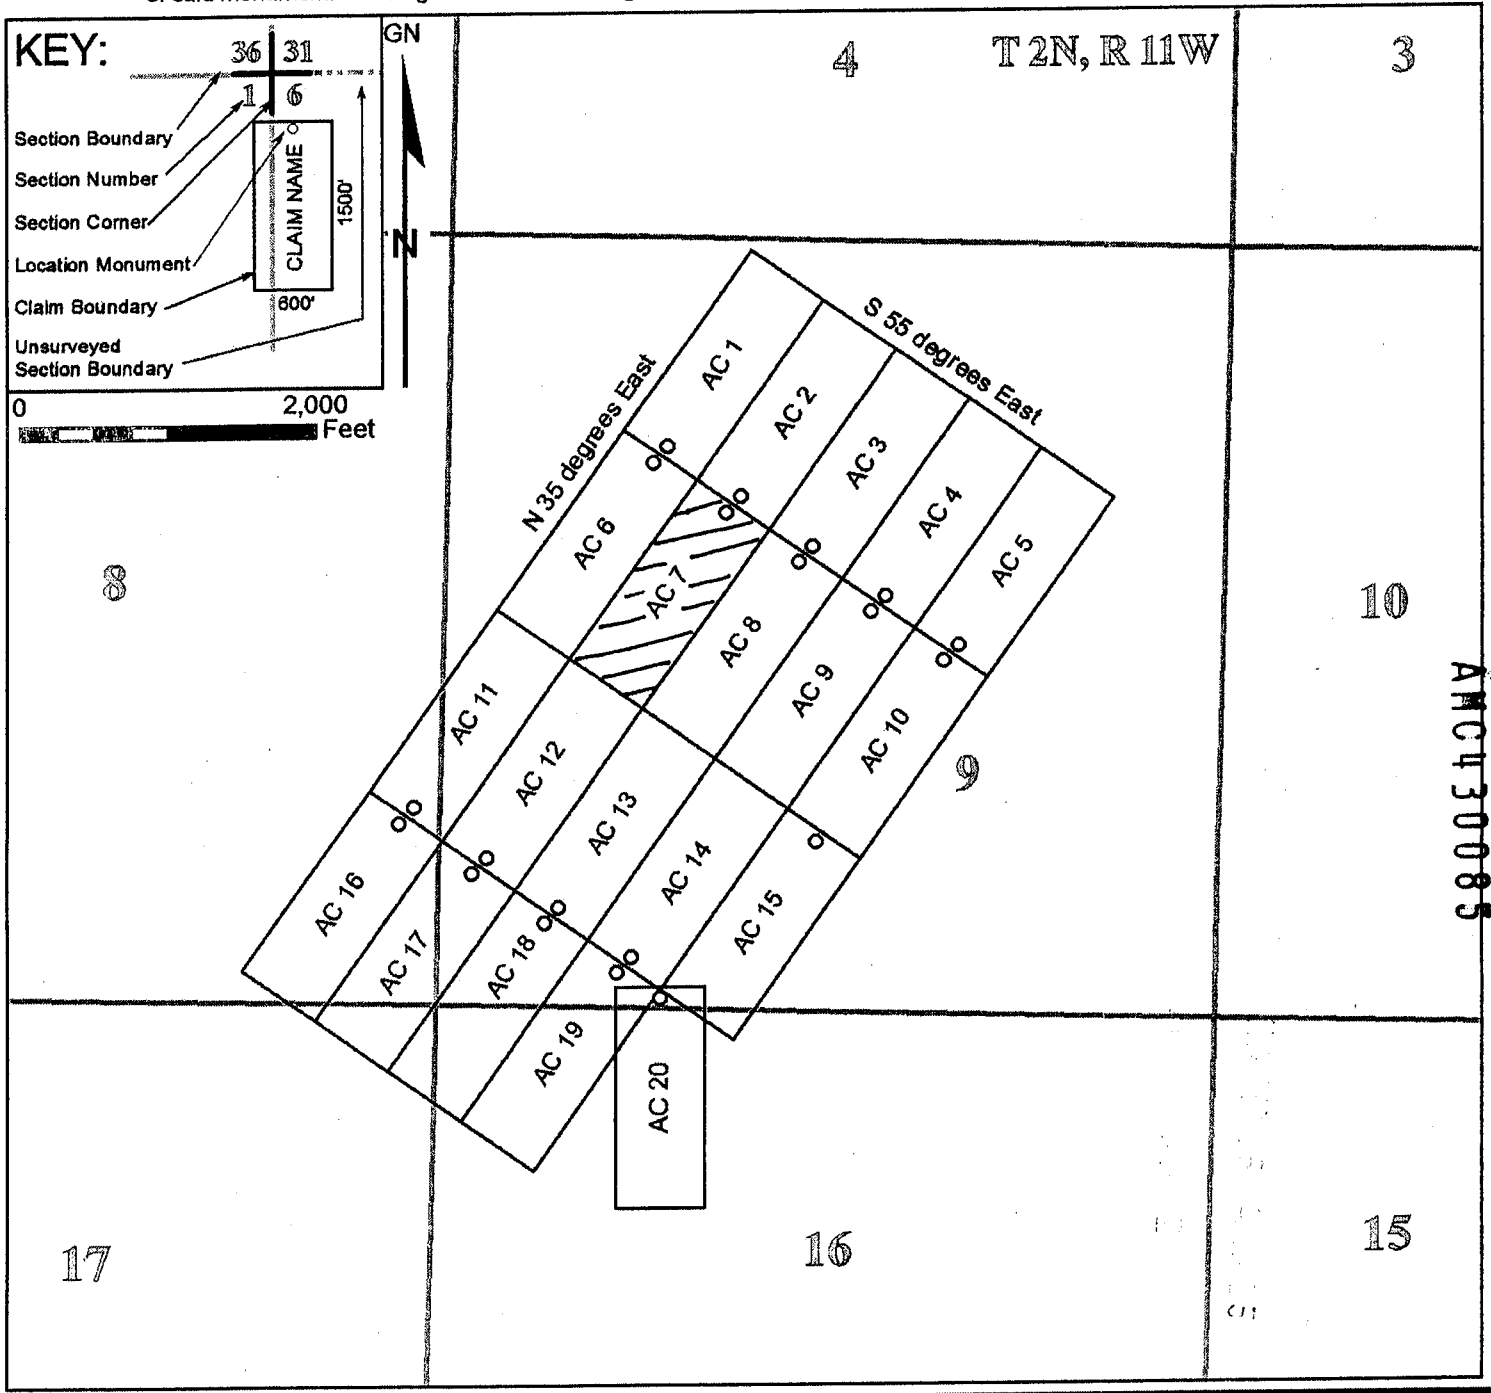 KEY:
36 31
1 6
Section Boundary
Section Number
Section Corner
Location Monument
Claim Boundary
Unsurveyed
Section Boundary
CLAIM NAME
1500'
600'
GN
N
0 2,000
Feet
4
T 2N, R 11W
3
S 55 degrees East
N 35 degrees East
AC 1
AC 2
AC 3
AC 4
AC 5
AC 6
AC 7
AC 8
AC 9
AC 10
AC 11
AC 12
AC 13
AC 14
AC 15
AC 16
AC 17
AC 18
AC 19
AC 20
8
9
10
AMC430085
17
16
15